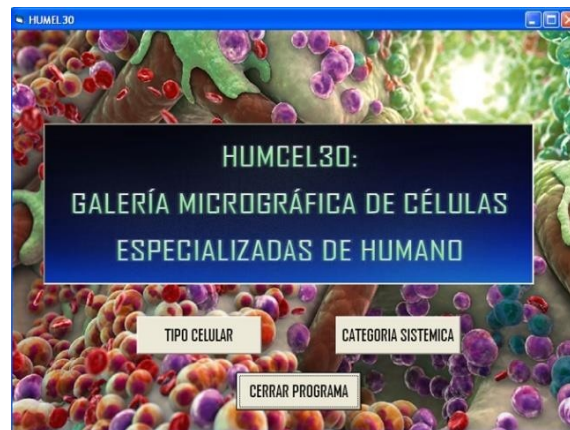 HUMEL30
HUMCEL30:
GALERÍA MICROGRÁFICA DE CÉLULAS
ESPECIALIZADAS DE HUMANO
TIPO CELULAR
CATEGORIA SISTEMICA
CERRAR PROGRAMA